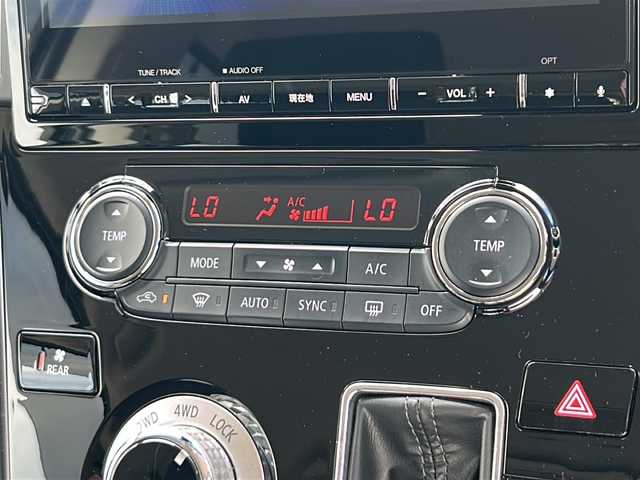 OPT
TUNE / TRACK
■ AUDIO OFF
< CH >
AV
現在地
MENU
− VOL +
A/C
LO
LO
TEMP
TEMP
MODE
A/C
AUTO
SYNC
OFF
REAR
2WD 4WD LOCK